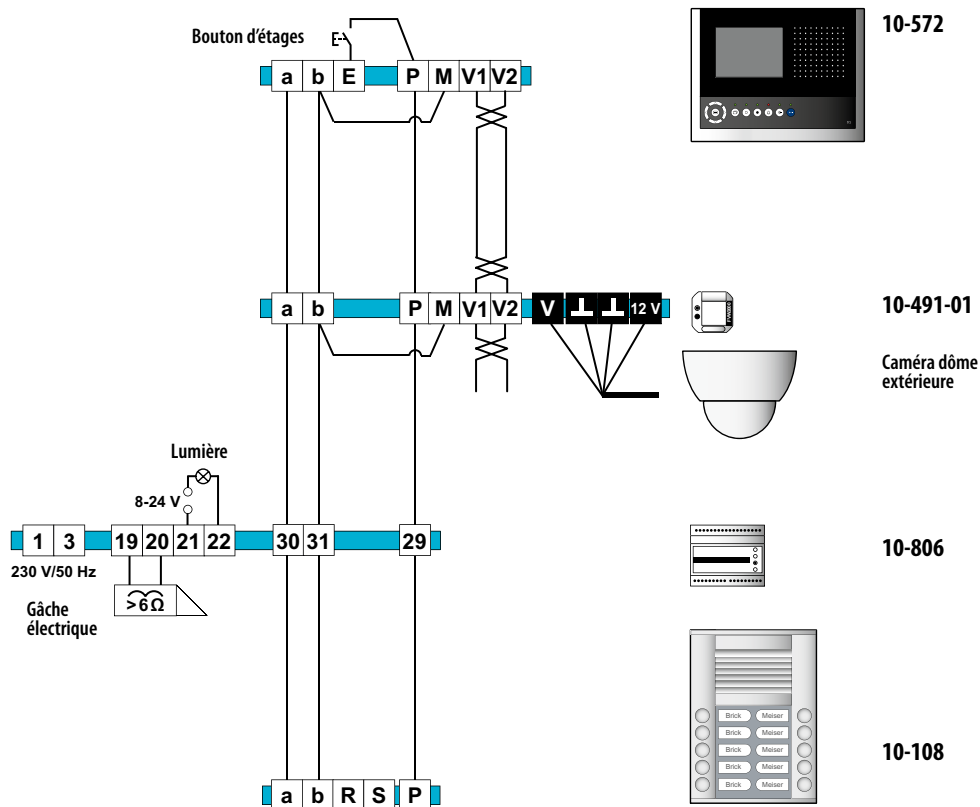 10-572
Bouton d'étages
a b E P M V1 V2
a b P M V1 V2 V 12 V
10-491-01
Caméra dôme
extérieure
Lumière
8-24 V
1 3 19 20 21 22 30 31 29
230 V/50 Hz
>6Ω
Gâche
électrique
10-806
Brick Meiser
Brick Meiser
Brick Meiser
Brick Meiser
Brick Meiser
10-108
a b R S P